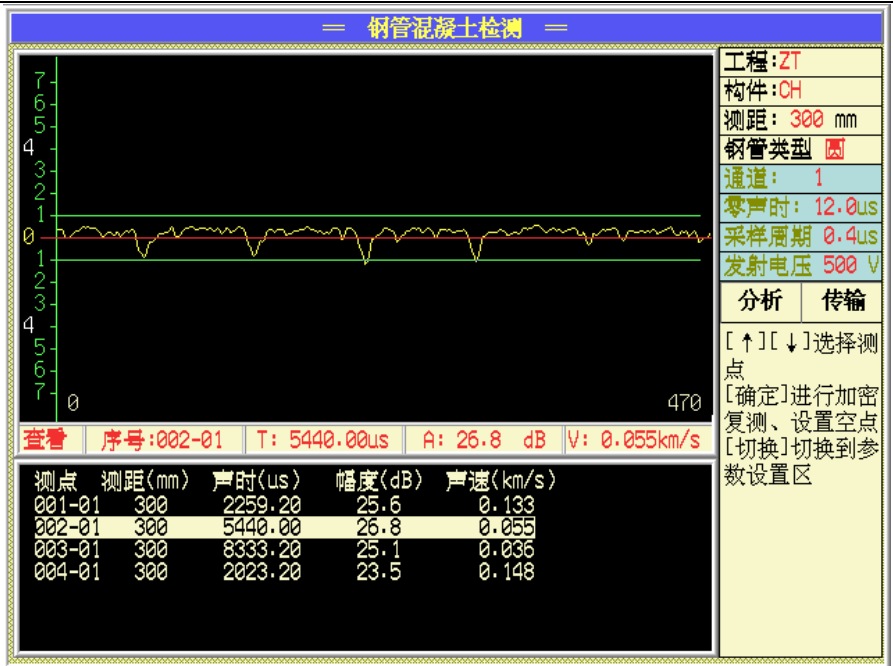 ═ 钢管混凝土检测 ═
7
6
5
4
3
2
1
0
1
2
3
4
5
6
7
0 470
工程:ZT
构件:CH
测距: 300 mm
钢管类型 圆
通道: 1
零声时: 12.0us
采样周期 0.4us
发射电压 500 V
分析 传输
[↑][↓]选择测
点
[确定]进行加密
复测、设置空点
[切换]切换到参
数设置区
查看 序号:002-01 T: 5440.00us A: 26.8 dB V: 0.055km/s
测点 测距(mm) 声时(us) 幅度(dB) 声速(km/s)
001-01 300 2259.20 25.6 0.133
002-01 300 5440.00 26.8 0.055
003-01 300 8333.20 25.1 0.036
004-01 300 2023.20 23.5 0.148